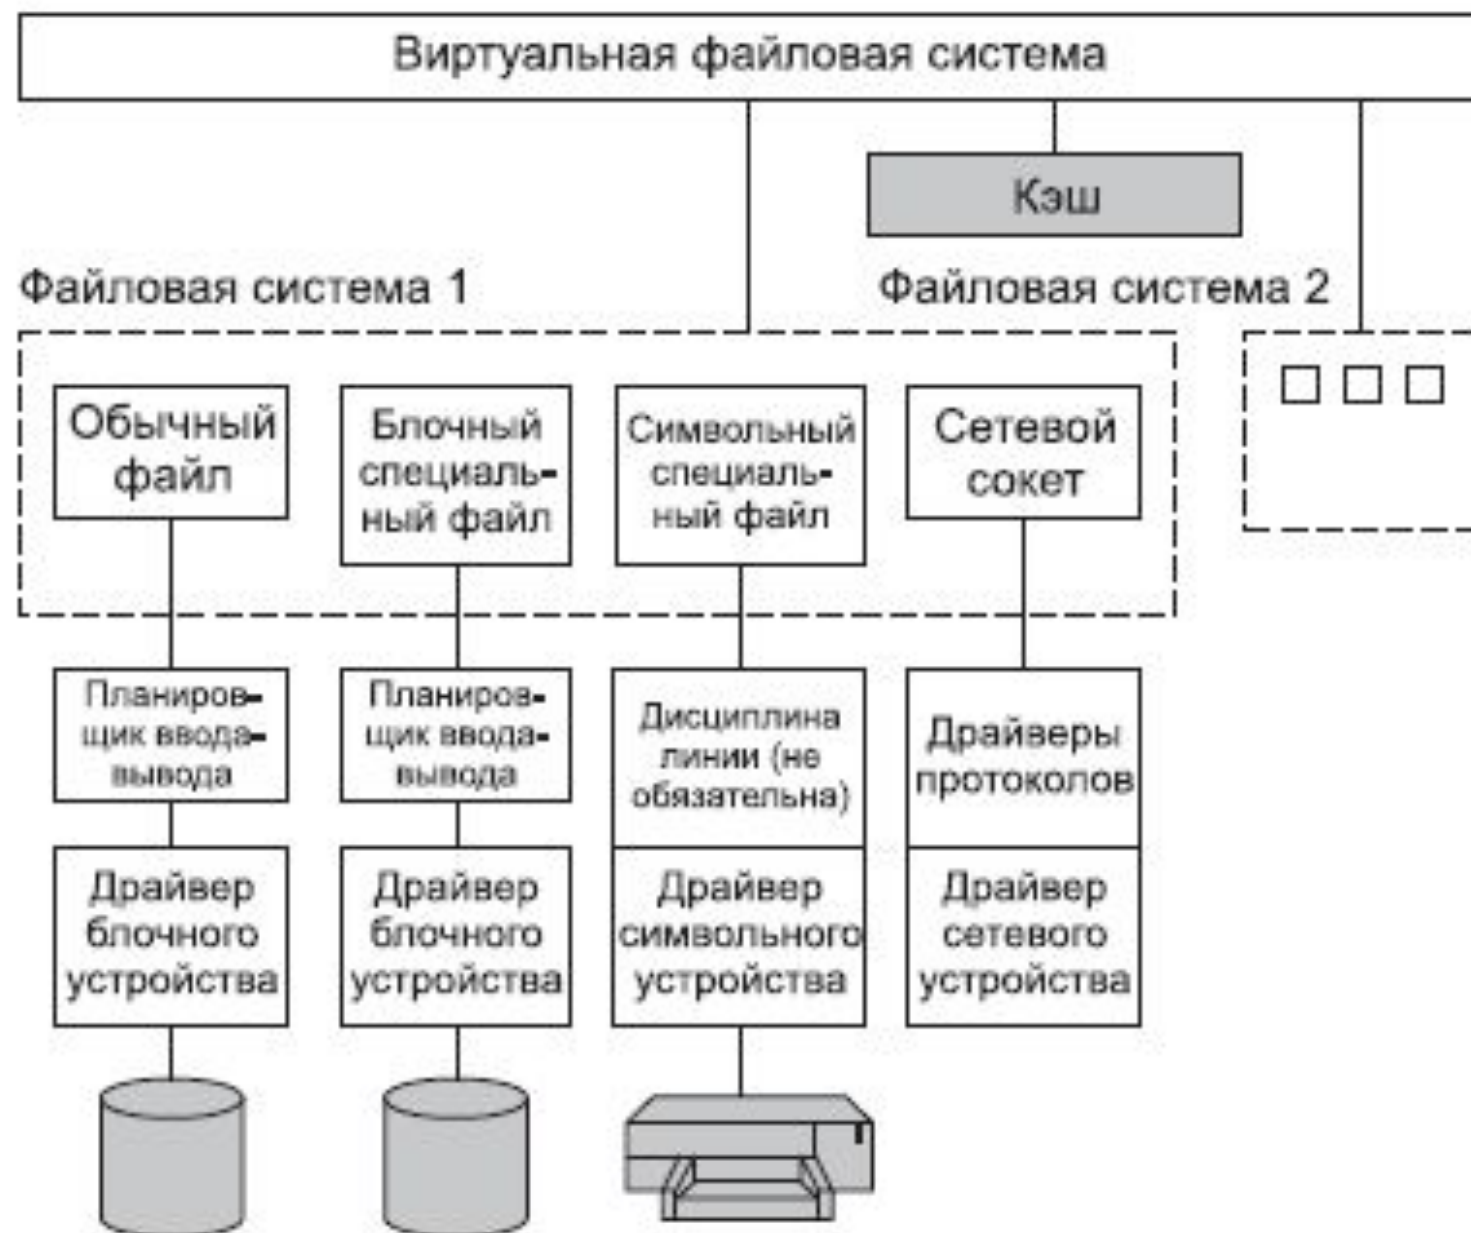 Виртуальная файловая система
Кэш
Файловая система 1
Файловая система 2
Обычный
файл
Блочный
специаль-
ный файл
Символьный
специаль-
ный файл
Сетевой
сокет
Планиров-
щик ввода-
вывода
Планиров-
щик ввода-
вывода
Дисциплина
линии (не
обязательна)
Драйверы
протоколов
Драйвер
блочного
устройства
Драйвер
блочного
устройства
Драйвер
символьного
устройства
Драйвер
сетевого
устройства